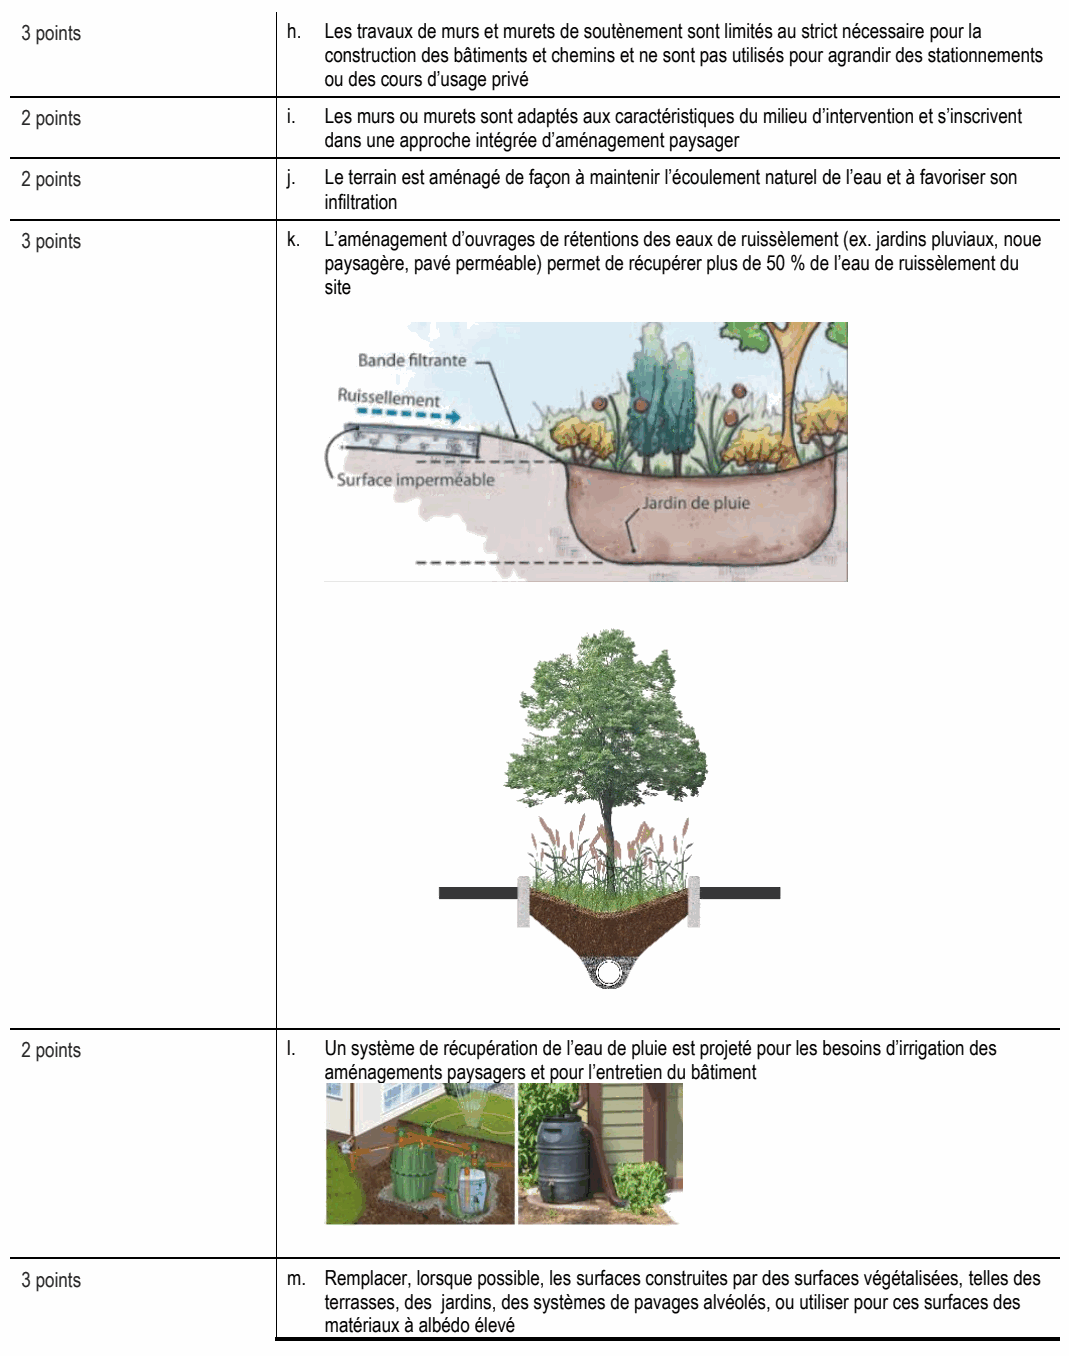 3 points
h. Les travaux de murs et murets de soutènement sont limités au strict nécessaire pour la
construction des bâtiments et chemins et ne sont pas utilisés pour agrandir des stationnements
ou des cours d’usage privé
2 points
i. Les murs ou murets sont adaptés aux caractéristiques du milieu d’intervention et s’inscrivent
dans une approche intégrée d’aménagement paysager
2 points
j. Le terrain est aménagé de façon à maintenir l’écoulement naturel de l’eau et à favoriser son
infiltration
3 points
k. L’aménagement d’ouvrages de rétentions des eaux de ruissèlement (ex. jardins pluviaux, noue
paysagère, pavé perméable) permet de récupérer plus de 50 % de l’eau de ruissèlement du
site
Bande filtrante
Ruissellement
Surface imperméable
Jardin de pluie
2 points
l. Un système de récupération de l’eau de pluie est projeté pour les besoins d’irrigation des
aménagements paysagers et pour l’entretien du bâtiment
3 points
m. Remplacer, lorsque possible, les surfaces construites par des surfaces végétalisées, telles des
terrasses, des jardins, des systèmes de pavages alvéolés, ou utiliser pour ces surfaces des
matériaux à albédo élevé